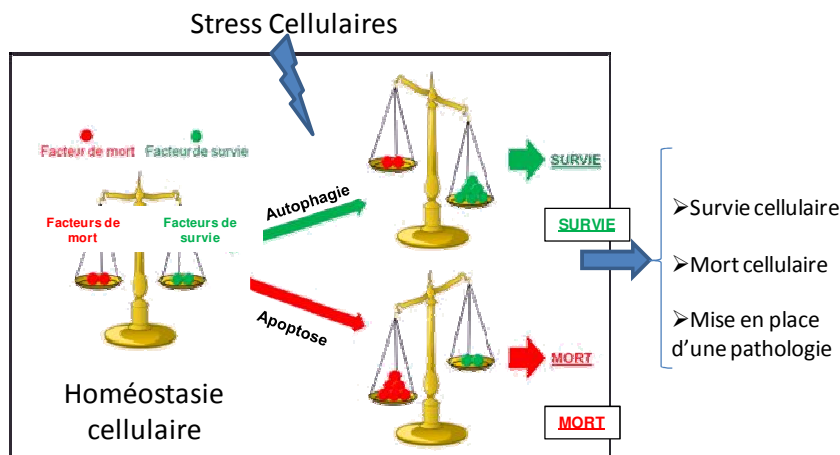 Stress Cellulaires
Facteur de mort Facteur de survie
Facteurs de
mort
Facteurs de
survie
Autophagie
Apoptose
SURVIE
SURVIE
MORT
MORT
Homéostasie
cellulaire
➢Survie cellulaire
➢Mort cellulaire
➢Mise en place
d'une pathologie